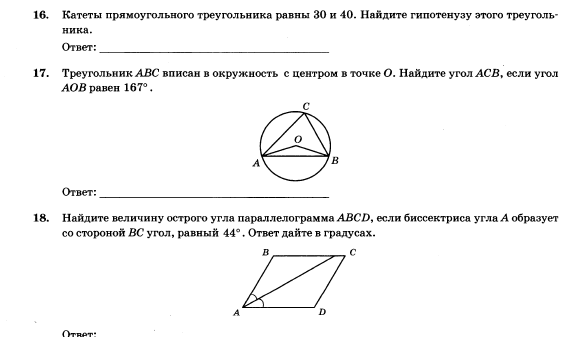 16. Катеты прямоугольного треугольника равны 30 и 40. Найдите гипотенузу этого треуголь-
ника.
Ответ:
17. Треугольник ABC вписан в окружность с центром в точке O. Найдите угол ACB, если угол
AOB равен 167°.
C
O
A
B
Ответ:
18. Найдите величину острого угла параллелограмма ABCD, если биссектриса угла A образует
со стороной BC угол, равный 44°. Ответ дайте в градусах.
B
C
A
D
Ответ: